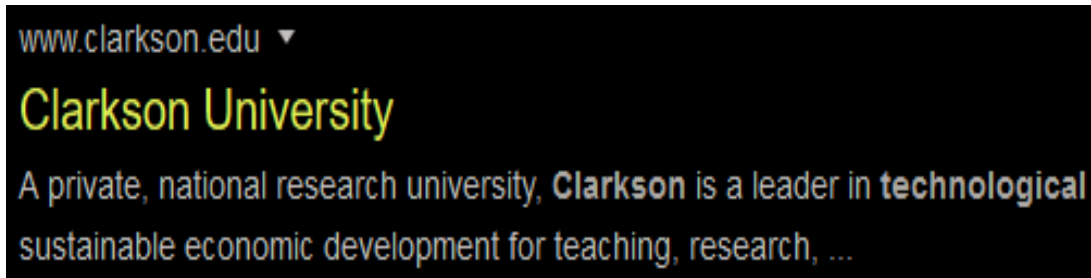 www.clarkson.edu ▼
Clarkson University
A private, national research university, Clarkson is a leader in technological
sustainable economic development for teaching, research, ...